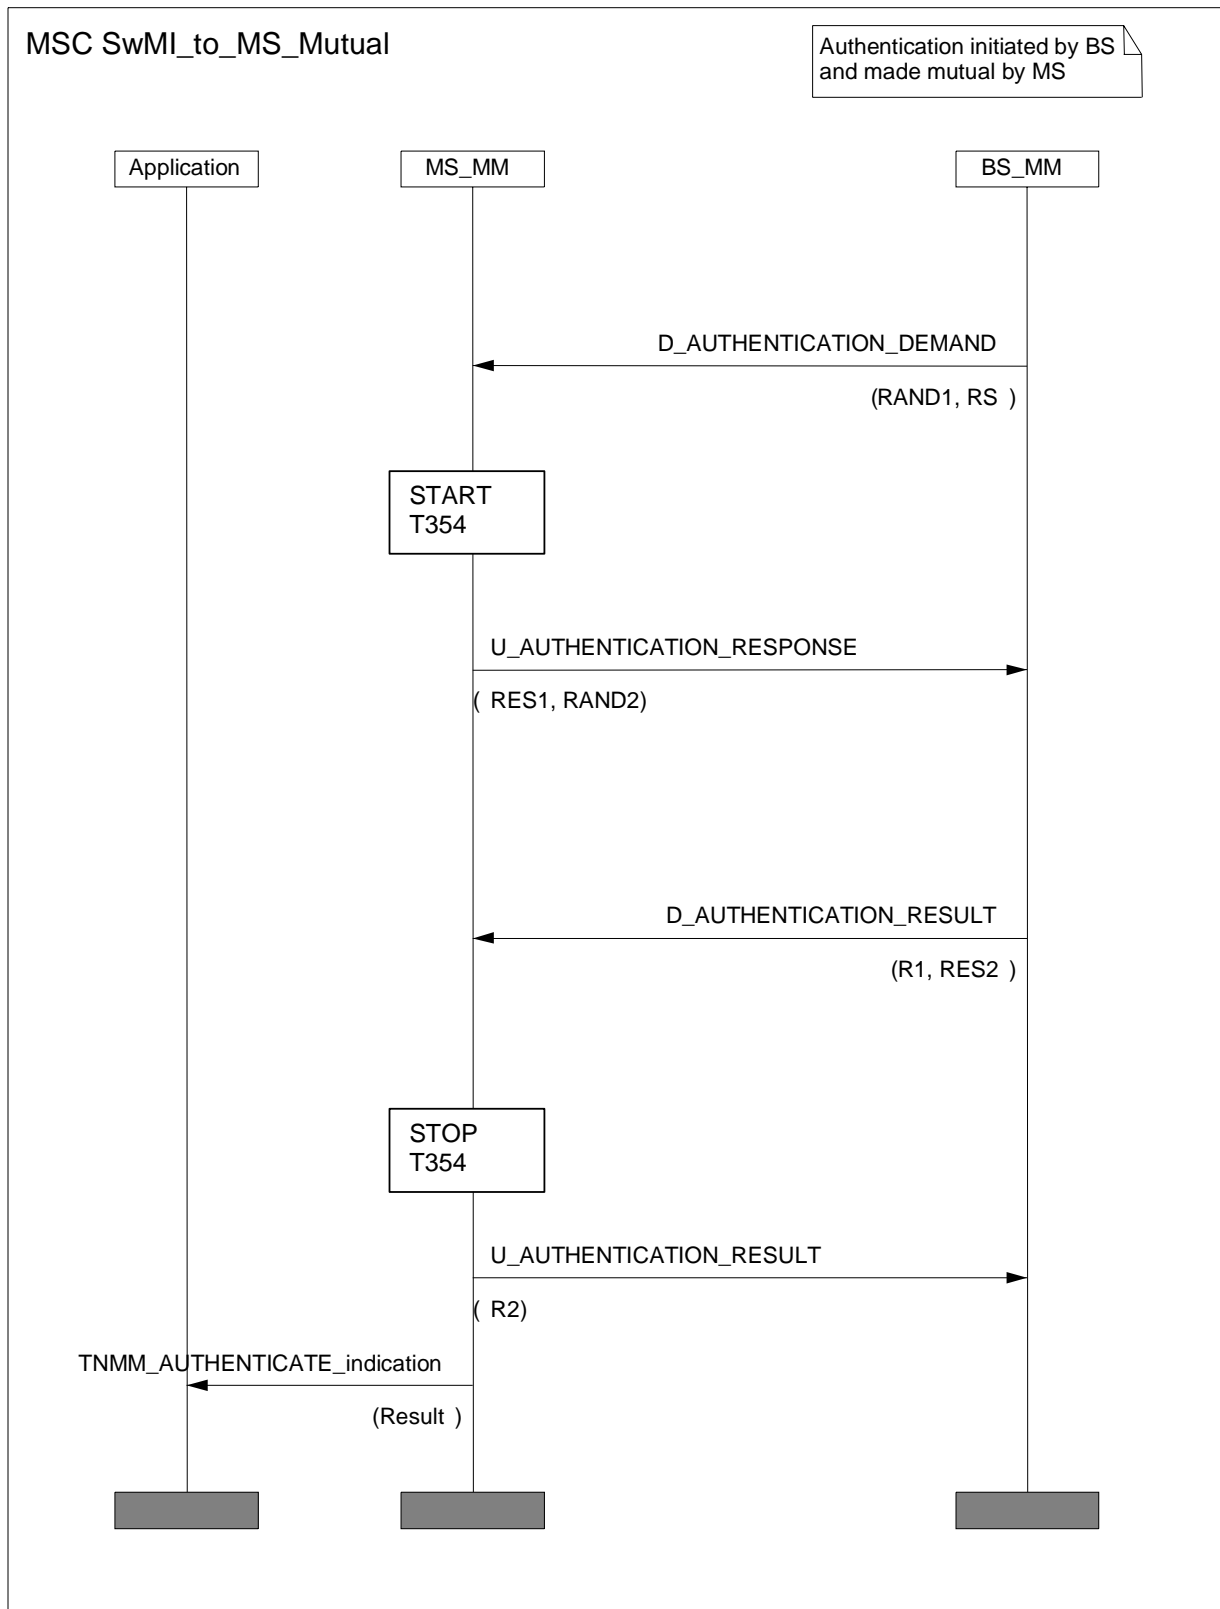 MSC SwMI_to_MS_Mutual
Authentication initiated by BS
and made mutual by MS
Application
MS_MM
BS_MM
D_AUTHENTICATION_DEMAND
(RAND1, RS )
START
T354
U_AUTHENTICATION_RESPONSE
( RES1, RAND2)
D_AUTHENTICATION_RESULT
(R1, RES2 )
STOP
T354
U_AUTHENTICATION_RESULT
( R2)
TNMM_AUTHENTICATE_indication
(Result )